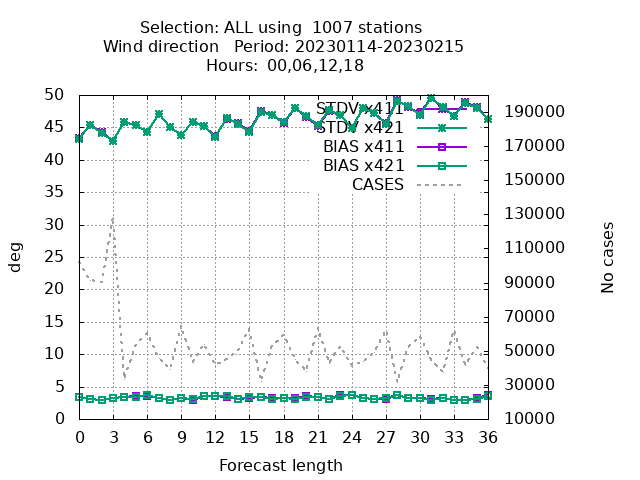 Selection: ALL using  1007 stations
Wind direction   Period: 20230114-20230215
Hours:  00,06,12,18
STDV x411
STDV x421
BIAS x411
BIAS x421
CASES
deg
50
45
40
35
30
25
20
15
10
5
0
190000
170000
150000
130000
110000
90000
70000
50000
30000
10000
No cases
0 3 6 9 12 15 18 21 24 27 30 33 36
Forecast length